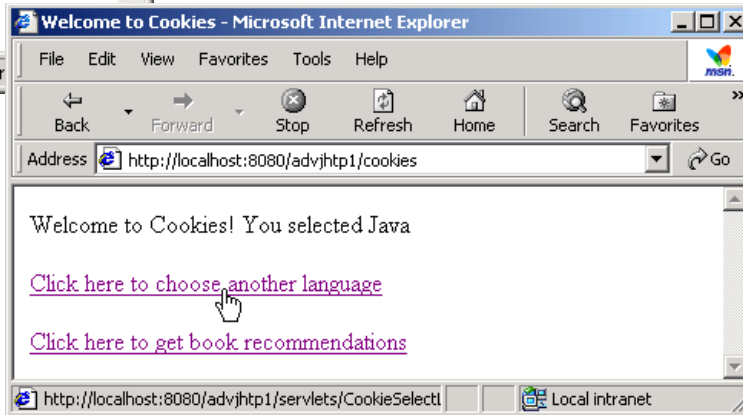 Welcome to Cookies - Microsoft Internet Explorer
File Edit View Favorites Tools Help
msn.
Back Forward Stop Refresh Home Search Favorites »
Address http://localhost:8080/advjhtp1/cookies Go
Welcome to Cookies! You selected Java
Click here to choose another language
Click here to get book recommendations
http://localhost:8080/advjhtp1/servlets/CookieSelectL Local intranet